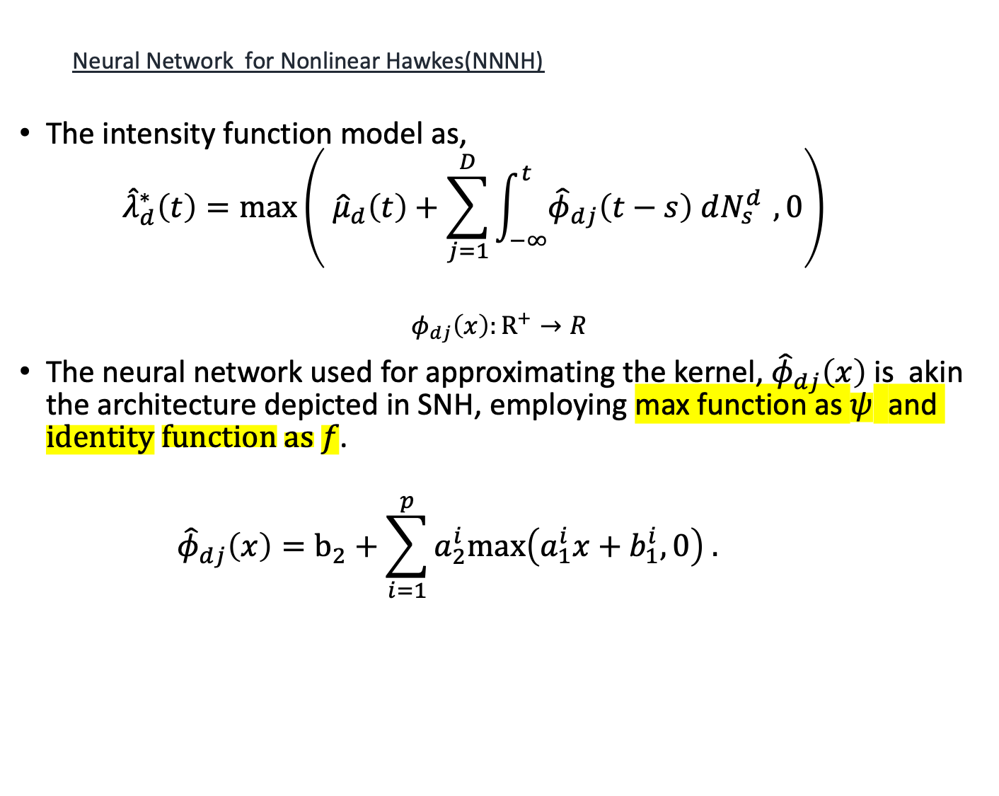 Neural Network  for Nonlinear Hawkes(NNNH)
• The intensity function model as,
$\hat{\lambda}_d^*(t) = \max\left( \hat{\mu}_d(t) + \sum_{j=1}^{D} \int_{-\infty}^{t} \hat{\phi}_{dj}(t-s)\, dN_s^d , 0 \right)$
$\phi_{dj}(x): \mathrm{R}^+ \to R$
• The neural network used for approximating the kernel, $\hat{\phi}_{dj}(x)$ is  akin
the architecture depicted in SNH, employing max function as $\psi$  and
identity function as $f$.
$\hat{\phi}_{dj}(x) = \mathrm{b}_2 + \sum_{i=1}^{p} a_2^i \max(a_1^i x + b_1^i, 0)\,.$